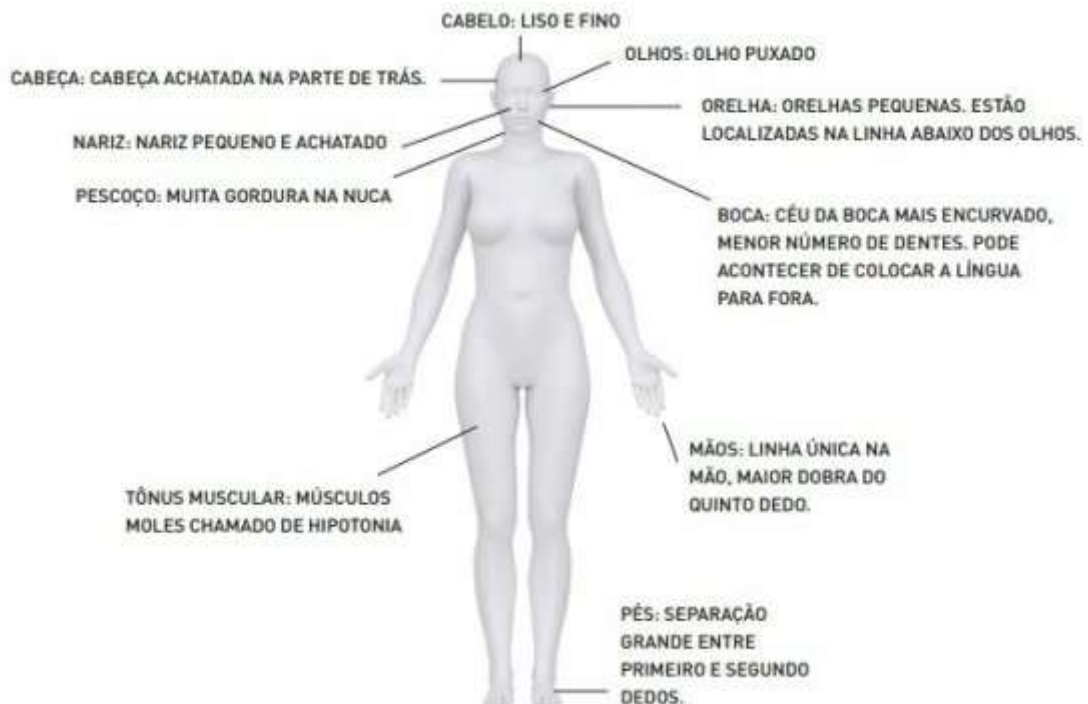 CABELO: LISO E FINO
OLHOS: OLHO PUXADO
CABEÇA: CABEÇA ACHATADA NA PARTE DE TRÁS.
ORELHA: ORELHAS PEQUENAS. ESTÃO
LOCALIZADAS NA LINHA ABAIXO DOS OLHOS.
NARIZ: NARIZ PEQUENO E ACHATADO
PESCOÇO: MUITA GORDURA NA NUCA
BOCA: CÉU DA BOCA MAIS ENCURVADO,
MENOR NÚMERO DE DENTES. PODE
ACONTECER DE COLOCAR A LÍNGUA
PARA FORA.
MÃOS: LINHA ÚNICA NA
MÃO, MAIOR DOBRA DO
QUINTO DEDO.
TÔNUS MUSCULAR: MÚSCULOS
MOLES CHAMADO DE HIPOTONIA
PÉS: SEPARAÇÃO
GRANDE ENTRE
PRIMEIRO E SEGUNDO
DEDOS.